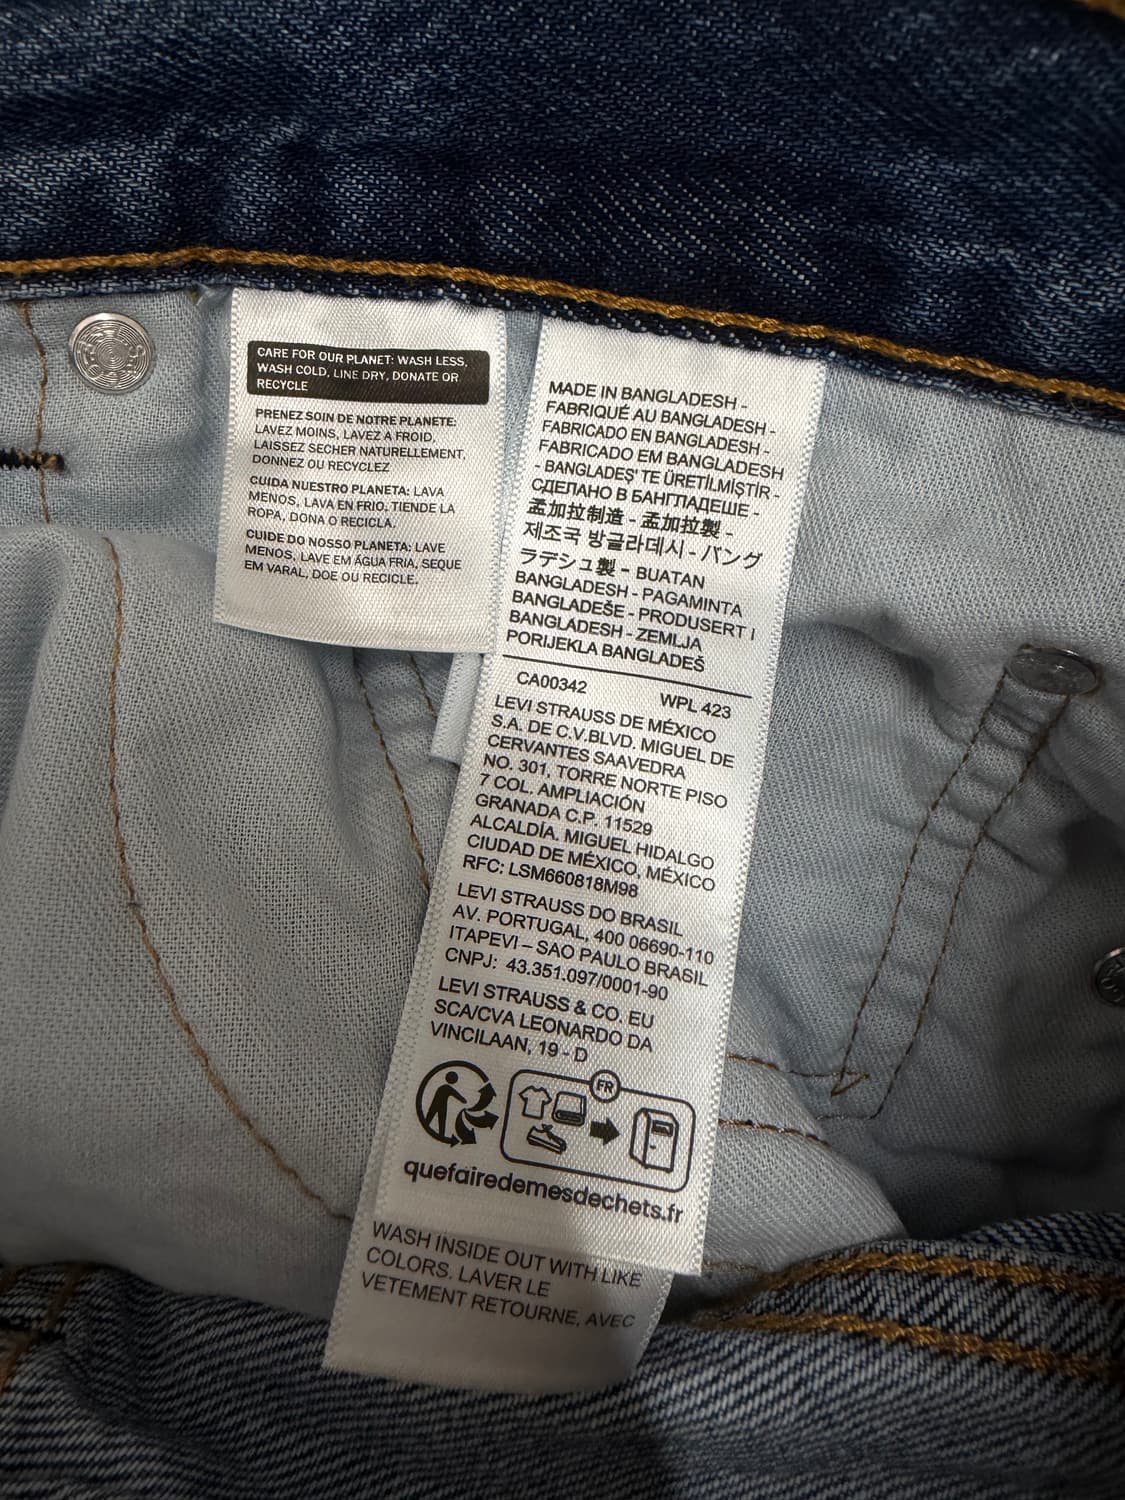 CARE FOR OUR PLANET: WASH LESS,
WASH COLD, LINE DRY, DONATE OR
RECYCLE
PRENEZ SOIN DE NOTRE PLANETE:
LAVEZ MOINS, LAVEZ A FROID,
LAISSEZ SECHER NATURELLEMENT,
DONNEZ OU RECYCLEZ
CUIDA NUESTRO PLANETA: LAVA
MENOS, LAVA EN FRIO, TIENDE LA
ROPA, DONA O RECICLA.
CUIDE DO NOSSO PLANETA: LAVE
MENOS, LAVE EM ÁGUA FRIA, SEQUE
EM VARAL, DOE OU RECICLE.
MADE IN BANGLADESH -
FABRIQUÉ AU BANGLADESH -
FABRICADO EN BANGLADESH -
FABRICADO EM BANGLADESH
- BANGLADEŞ' TE ÜRETİLMİŞTİR -
СДЕЛАНО В БАНГЛАДЕШЕ -
孟加拉制造 - 孟加拉製 -
제조국 방글라데시 - バング
ラデシュ製 - BUATAN
BANGLADESH - PAGAMINTA
BANGLADEŠE - PRODUSERT I
BANGLADESH - ZEMLJA
PORIJEKLA BANGLADEŠ
CA00342 WPL 423
LEVI STRAUSS DE MÉXICO
S.A. DE C.V.BLVD. MIGUEL DE
CERVANTES SAAVEDRA
NO. 301, TORRE NORTE PISO
7 COL. AMPLIACIÓN
GRANADA C.P. 11529
ALCALDÍA. MIGUEL HIDALGO
CIUDAD DE MÉXICO, MÉXICO
RFC: LSM660818M98
LEVI STRAUSS DO BRASIL
AV. PORTUGAL, 400 06690-110
ITAPEVI – SAO PAULO BRASIL
CNPJ: 43.351.097/0001-90
LEVI STRAUSS & CO. EU
SCA/CVA LEONARDO DA
VINCILAAN, 19 - D
FR
quefairedemesdechets.fr
WASH INSIDE OUT WITH LIKE
COLORS. LAVER LE
VETEMENT RETOURNE, AVEC